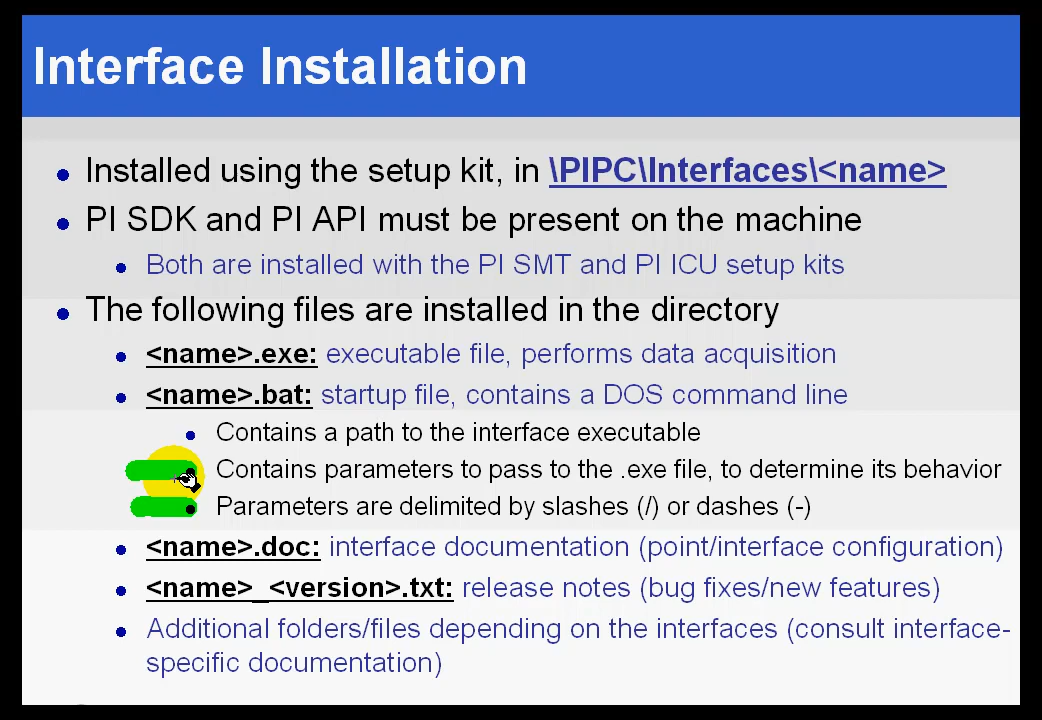 Interface Installation
Installed using the setup kit, in \PIPC\Interfaces\<name>
PI SDK and PI API must be present on the machine
Both are installed with the PI SMT and PI ICU setup kits
The following files are installed in the directory
<name>.exe: executable file, performs data acquisition
<name>.bat: startup file, contains a DOS command line
Contains a path to the interface executable
Contains parameters to pass to the .exe file, to determine its behavior
Parameters are delimited by slashes (/) or dashes (-)
<name>.doc: interface documentation (point/interface configuration)
<name>_<version>.txt: release notes (bug fixes/new features)
Additional folders/files depending on the interfaces (consult interface-
specific documentation)